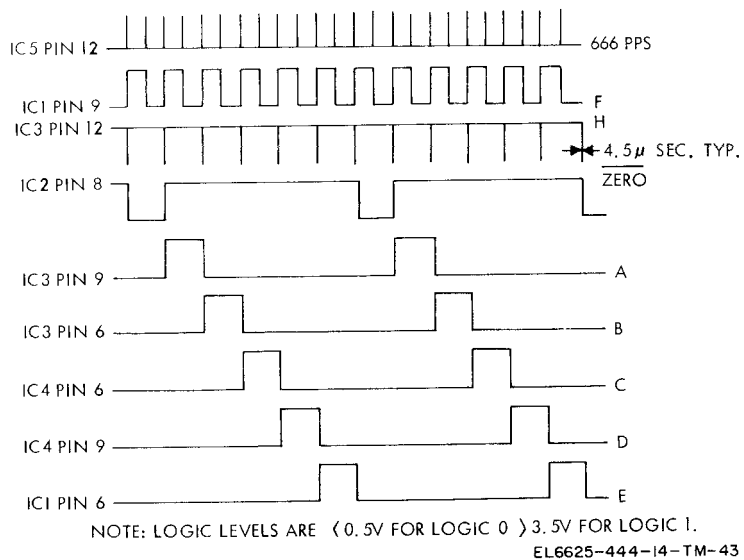 IC5 PIN 12 666 PPS
IC1 PIN 9 F
IC3 PIN 12 H
4.5μ SEC. TYP.
IC2 PIN 8 ZERO
IC3 PIN 9 A
IC3 PIN 6 B
IC4 PIN 6 C
IC4 PIN 9 D
IC1 PIN 6 E
NOTE: LOGIC LEVELS ARE ⟨0.5V FOR LOGIC 0 ⟩3.5V FOR LOGIC 1.
EL6625-444-14-TM-43